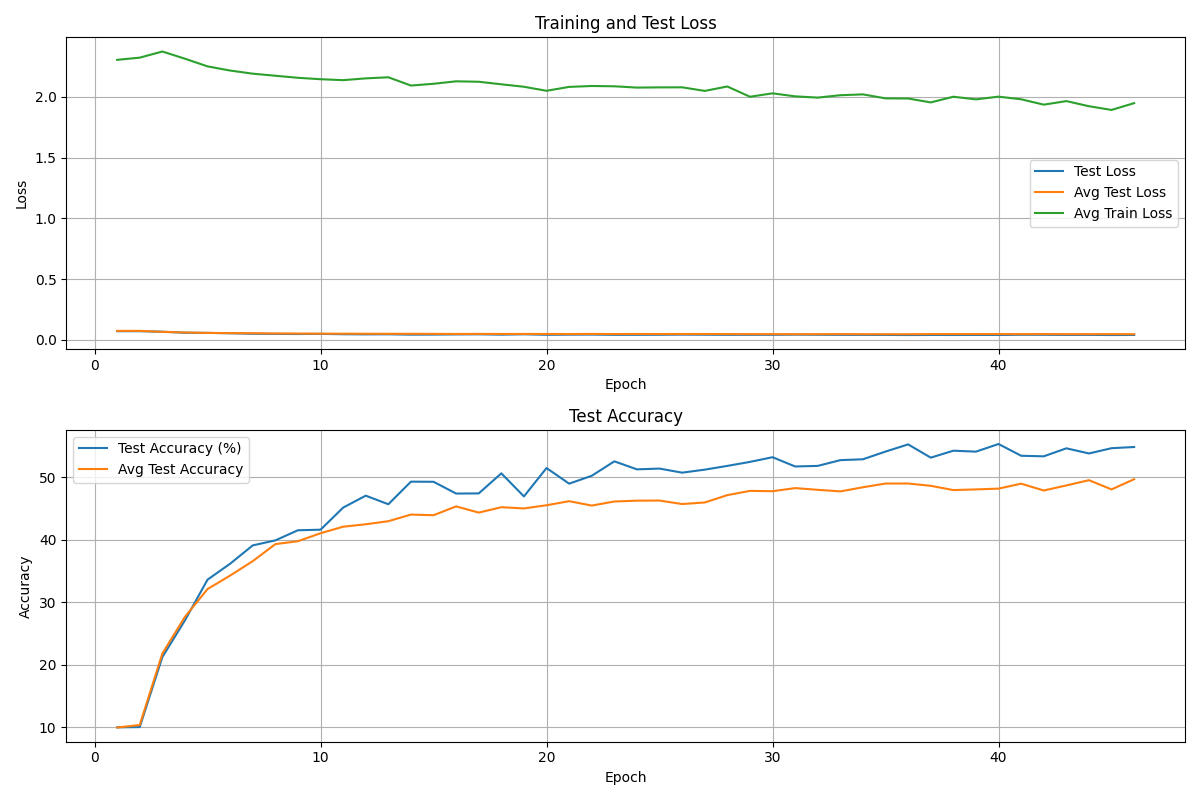 Training and Test Loss
Loss
2.0
1.5
1.0
0.5
0.0
Test Loss
Avg Test Loss
Avg Train Loss
0 10 20 30 40
Epoch
Test Accuracy
Accuracy
50
40
30
20
10
Test Accuracy (%)
Avg Test Accuracy
0 10 20 30 40
Epoch